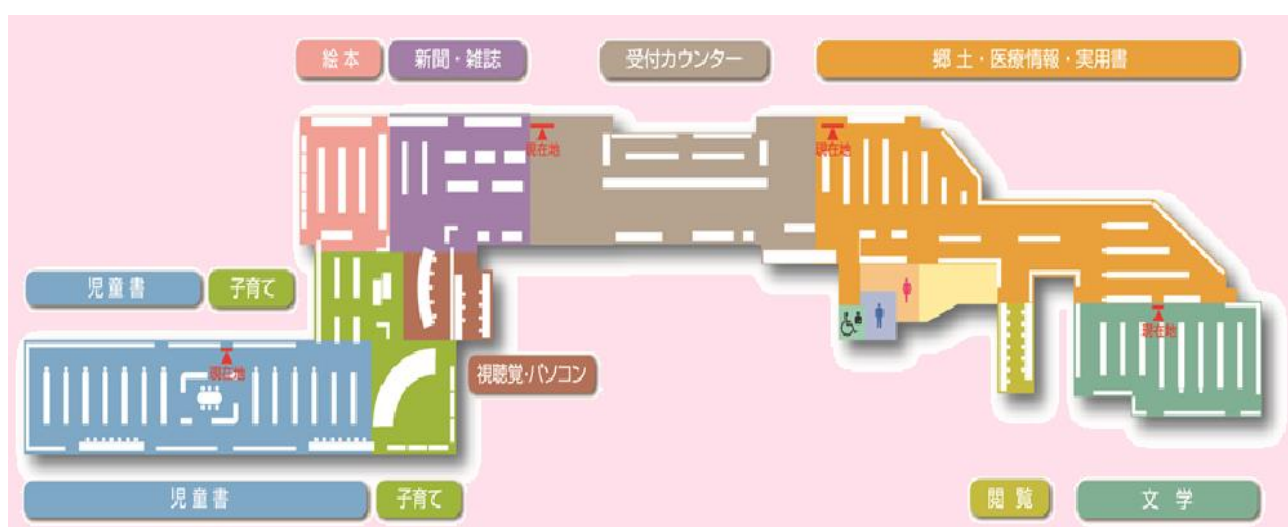 絵本
新聞・雑誌
受付カウンター
郷土・医療情報・実用書
現在地
現在地
児童書
子育て
現在地
現在地
視聴覚・パソコン
児童書
子育て
閲覧
文学